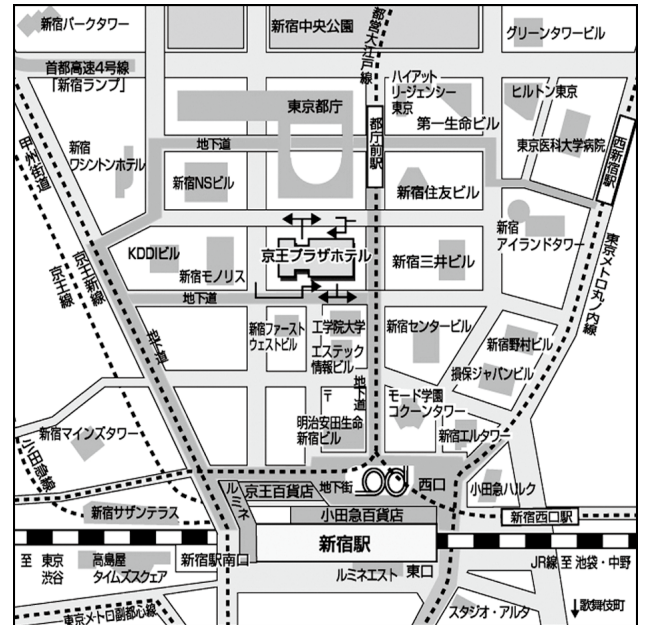 新宿パークタワー
新宿中央公園
都営大江戸線
グリーンタワービル
首都高速4号線
「新宿ランプ」
ハイアット
リージェンシー
東京
ヒルトン東京
東京都庁
第一生命ビル
都庁前駅
西新宿駅
甲州街道
地下道
新宿
ワシントンホテル
東京医科大学病院
新宿NSビル
新宿住友ビル
新宿
アイランドタワー
京王プラザホテル
KDDIビル
新宿モノリス
新宿三井ビル
東京メトロ丸ノ内線
京王新線
京王線
地下道
地下道
新宿ファースト
ウェストビル
工学院大学
エステック
情報ビル
新宿センタービル
新宿野村ビル
損保ジャパンビル
地下道
〒
モード学園
コクーンタワー
明治安田生命
新宿ビル
新宿エルタワー
新宿マインズタワー
小田急線
ルミネ
京王百貨店
地下街
西口
小田急ハルク
新宿サザンテラス
小田急百貨店
新宿西口駅
新宿駅
至 東京
渋谷
高島屋
タイムズスクェア
新宿駅南口
ルミネエスト
東口
JR線 至 池袋・中野
東京メトロ副都心線
スタジオ・アルタ
↓歌舞伎町